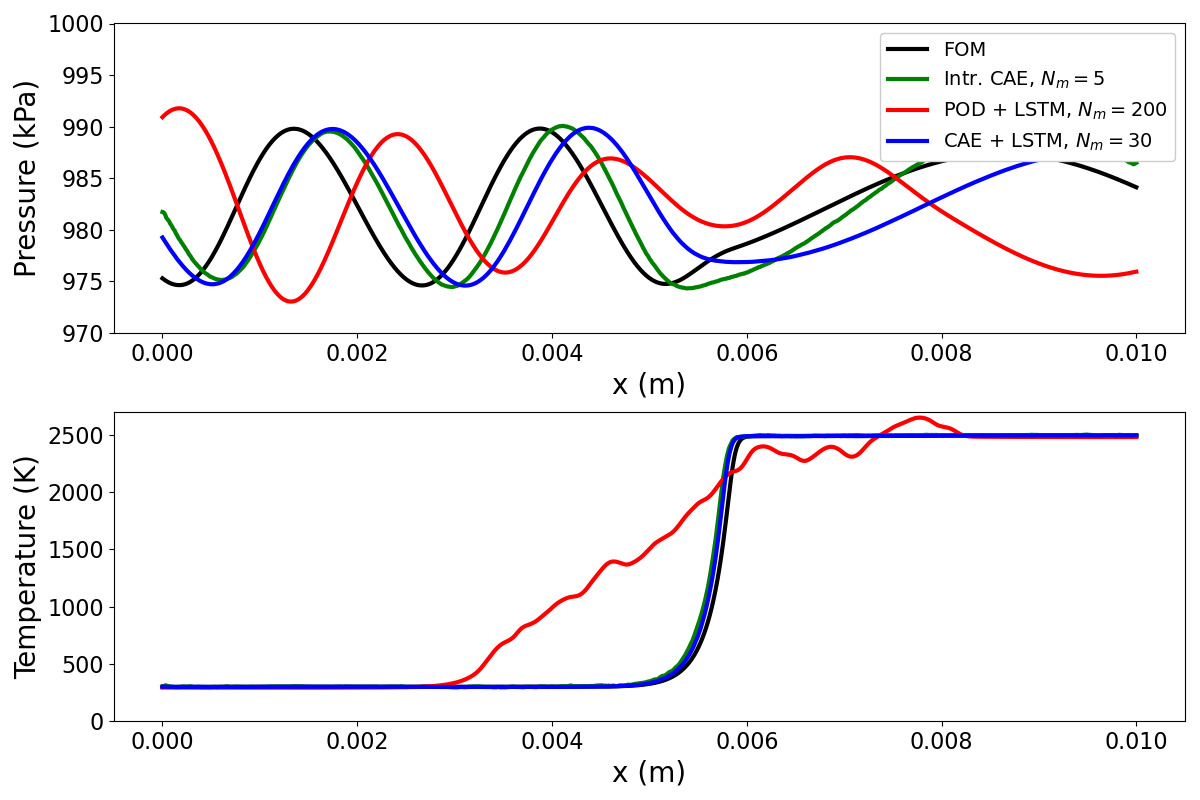 1000
995
990
985
980
975
970
Pressure (kPa)
FOM
Intr. CAE, $N_m = 5$
POD + LSTM, $N_m = 200$
CAE + LSTM, $N_m = 30$
0.000 0.002 0.004 0.006 0.008 0.010
x (m)
2500
2000
1500
1000
500
0
Temperature (K)
0.000 0.002 0.004 0.006 0.008 0.010
x (m)